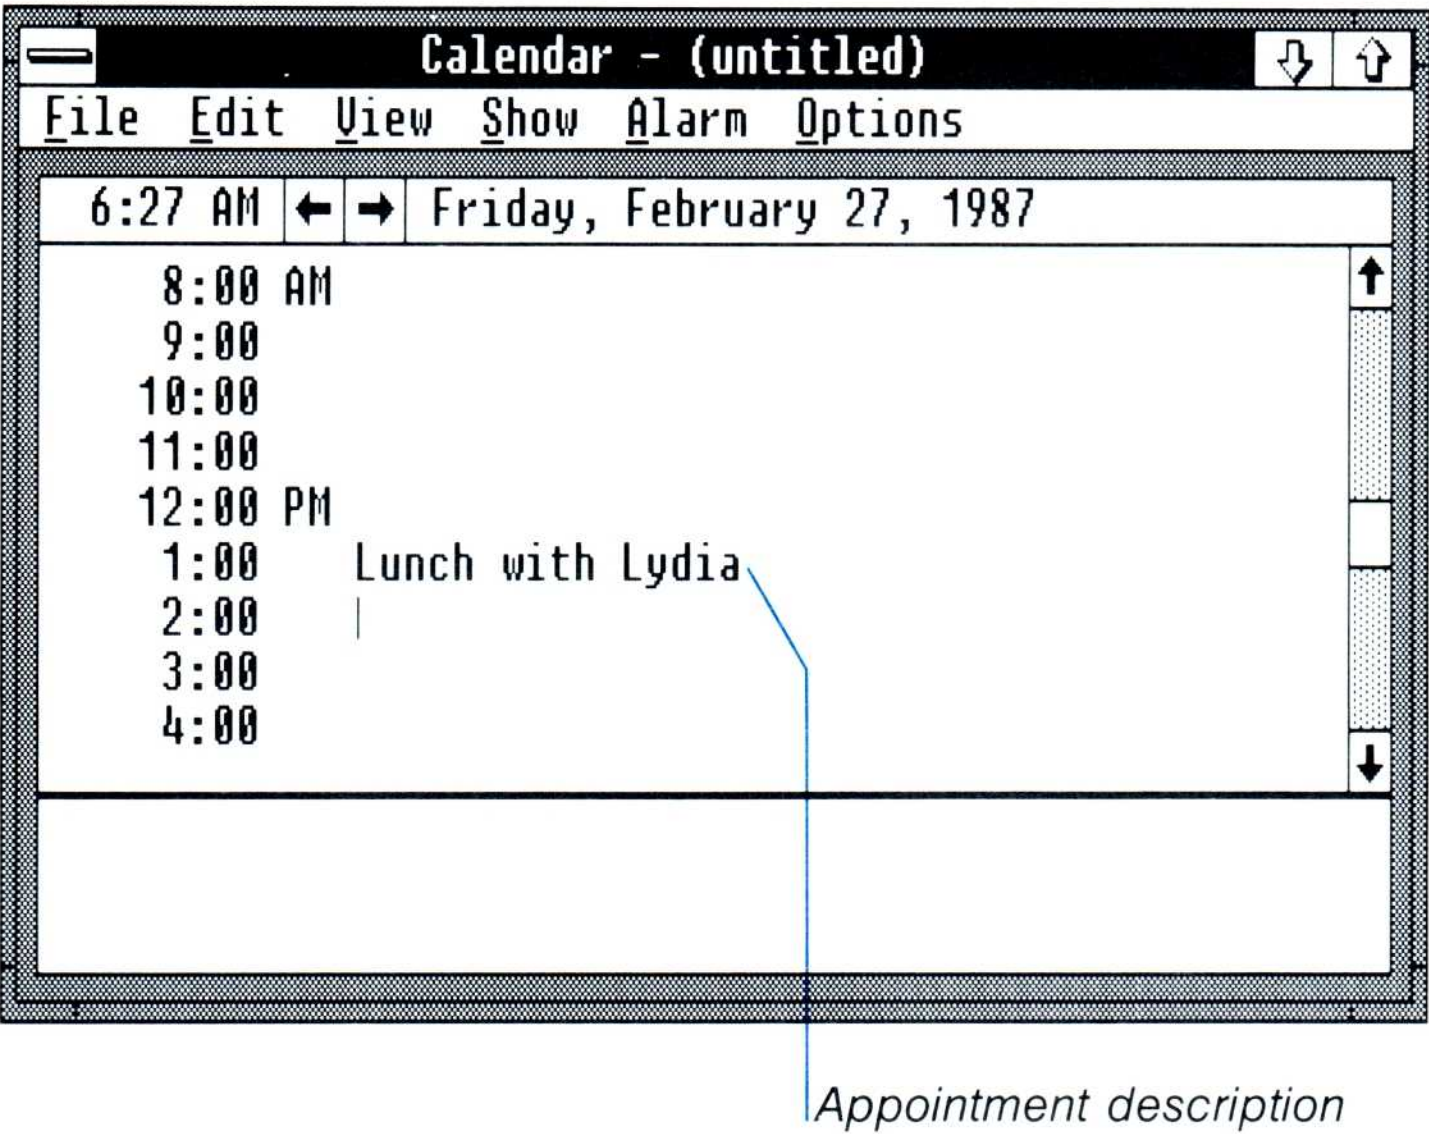 Calendar - (untitled)
File Edit View Show Alarm Options
6:27 AM Friday, February 27, 1987
8:00 AM
9:00
10:00
11:00
12:00 PM
1:00 Lunch with Lydia
2:00
3:00
4:00
Appointment description